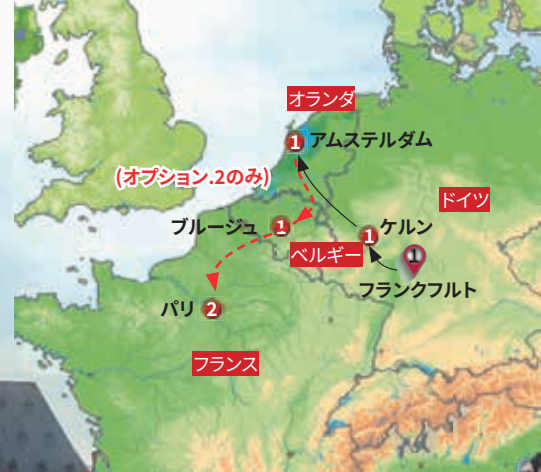 オランダ
1
アムステルダム
(オプション.2のみ)
ドイツ
ブルージュ
1
1
ケルン
ベルギー
1
フランクフルト
パリ
2
フランス